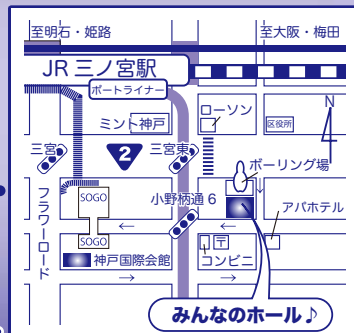 至明石・姫路
至大阪・梅田
JR 三ノ宮駅
ポートライナー
ローソン
N
ミント神戸
区役所
三宮
2
三宮東
ボーリング場
フラワーロード
SOGO
小野柄通 6
アパホテル
SOGO
〒
神戸国際会館
コンビニ
みんなのホール♪